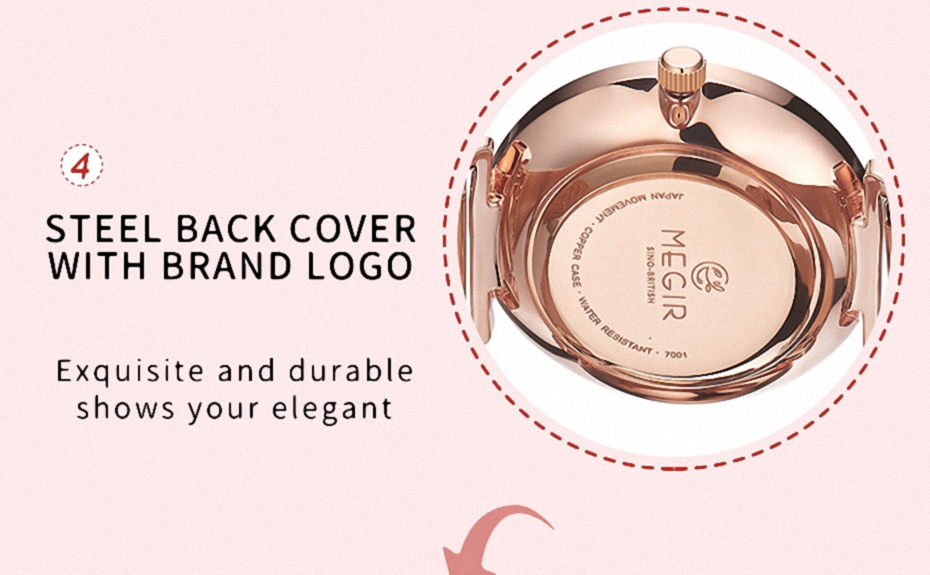 4
STEEL BACK COVER
WITH BRAND LOGO
Exquisite and durable
shows your elegant
MEGIR
SINO-BRITISH
JAPAN MOVEMENT · COPPER CASE · WATER RESISTANT · 7001